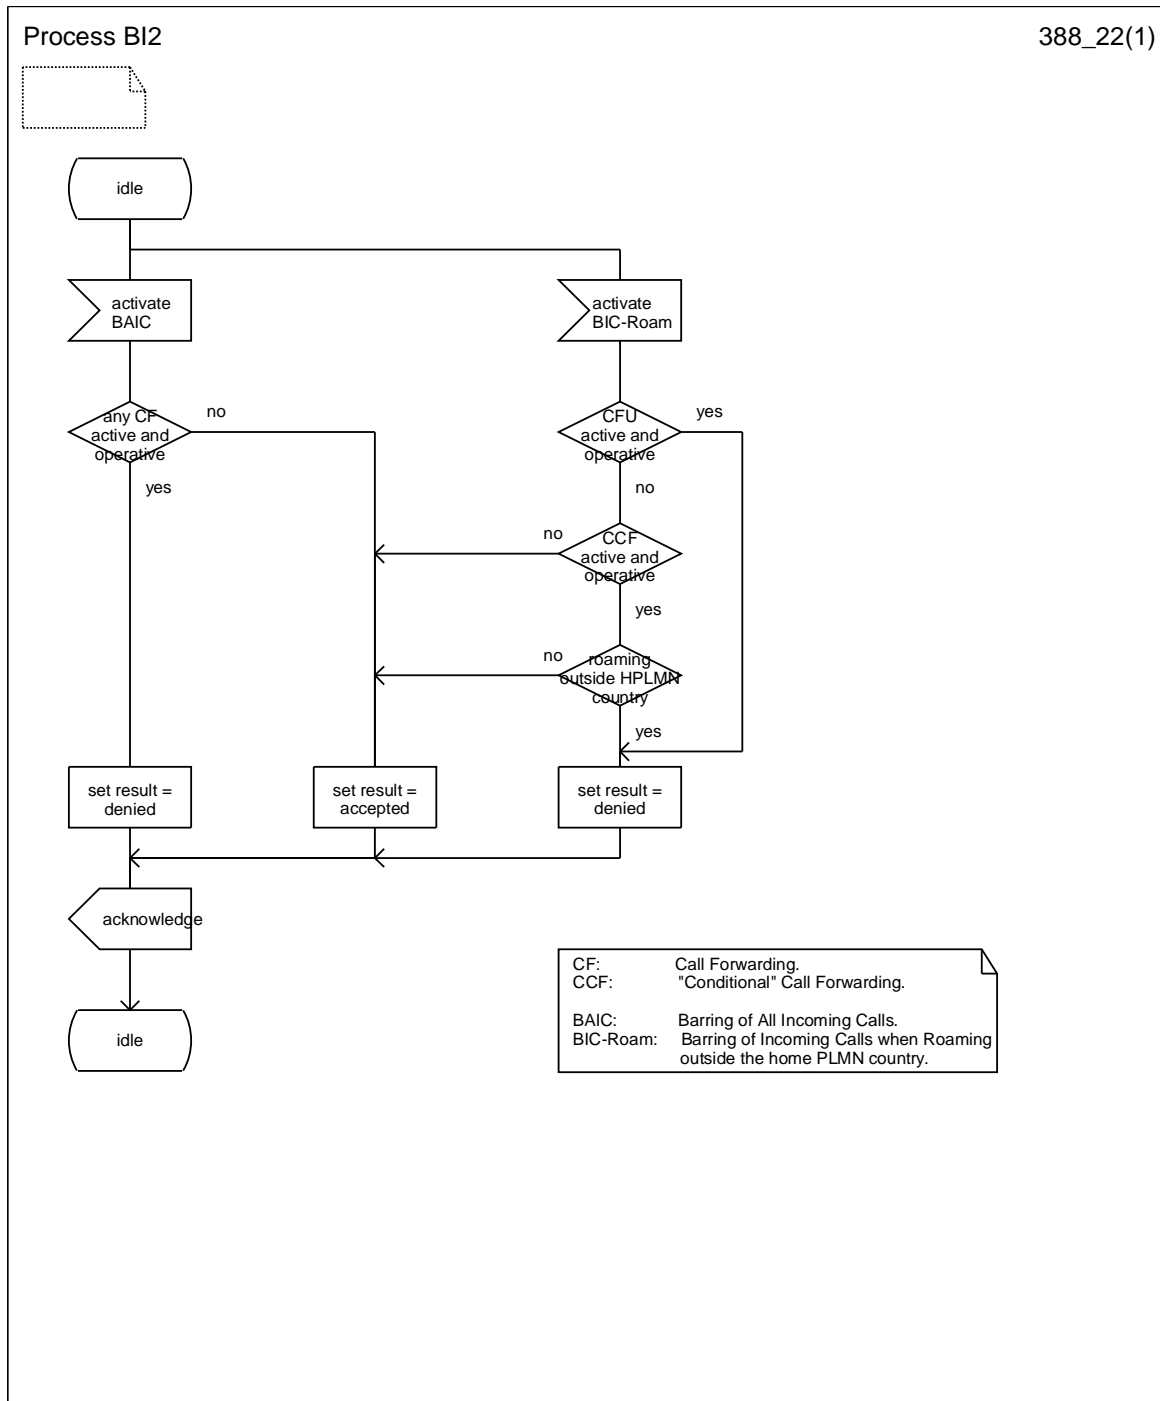 Process BI2
388_22(1)
idle
activate
BAIC
activate
BIC-Roam
any CF
active and
operative
no
yes
CFU
active and
operative
yes
no
no
CCF
active and
operative
yes
no
roaming
outside HPLMN
country
yes
set result =
denied
set result =
accepted
set result =
denied
acknowledge
idle
CF: Call Forwarding.
CCF: "Conditional" Call Forwarding.
BAIC: Barring of All Incoming Calls.
BIC-Roam: Barring of Incoming Calls when Roaming
outside the home PLMN country.